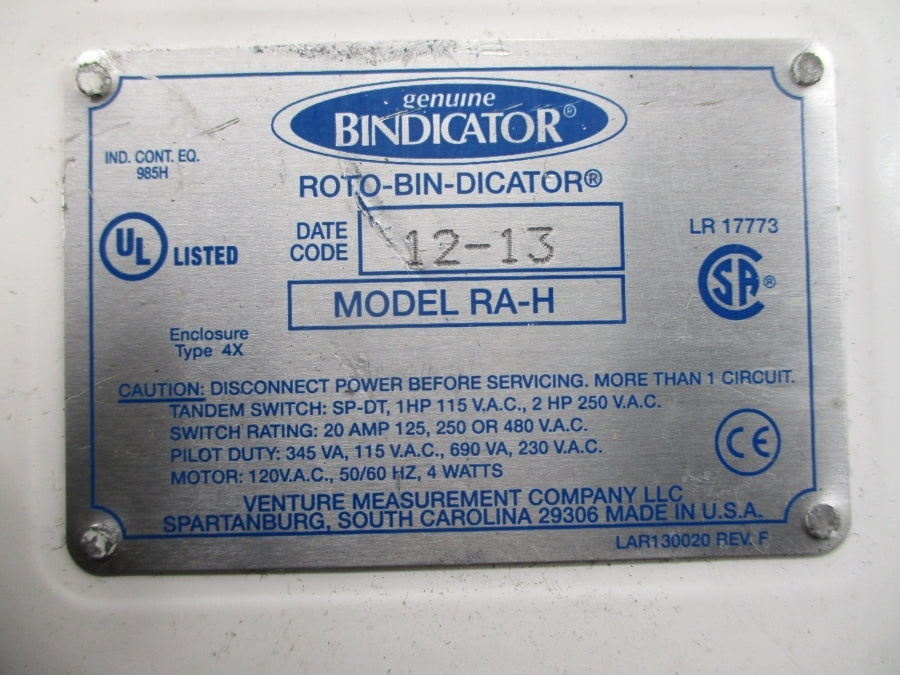 genuine
BINDICATOR®
IND. CONT. EQ.
985H
ROTO-BIN-DICATOR®
UL LISTED
DATE
CODE
12-13
LR 17773
CSA®
MODEL RA-H
Enclosure
Type 4X
CAUTION: DISCONNECT POWER BEFORE SERVICING. MORE THAN 1 CIRCUIT.
TANDEM SWITCH: SP-DT, 1HP 115 V.A.C., 2 HP 250 V.A.C.
SWITCH RATING: 20 AMP 125, 250 OR 480 V.A.C.
PILOT DUTY: 345 VA, 115 V.A.C., 690 VA, 230 V.A.C.
MOTOR: 120V.A.C., 50/60 HZ, 4 WATTS
CE
VENTURE MEASUREMENT COMPANY LLC
SPARTANBURG, SOUTH CAROLINA 29306 MADE IN U.S.A.
LAR130020 REV. F